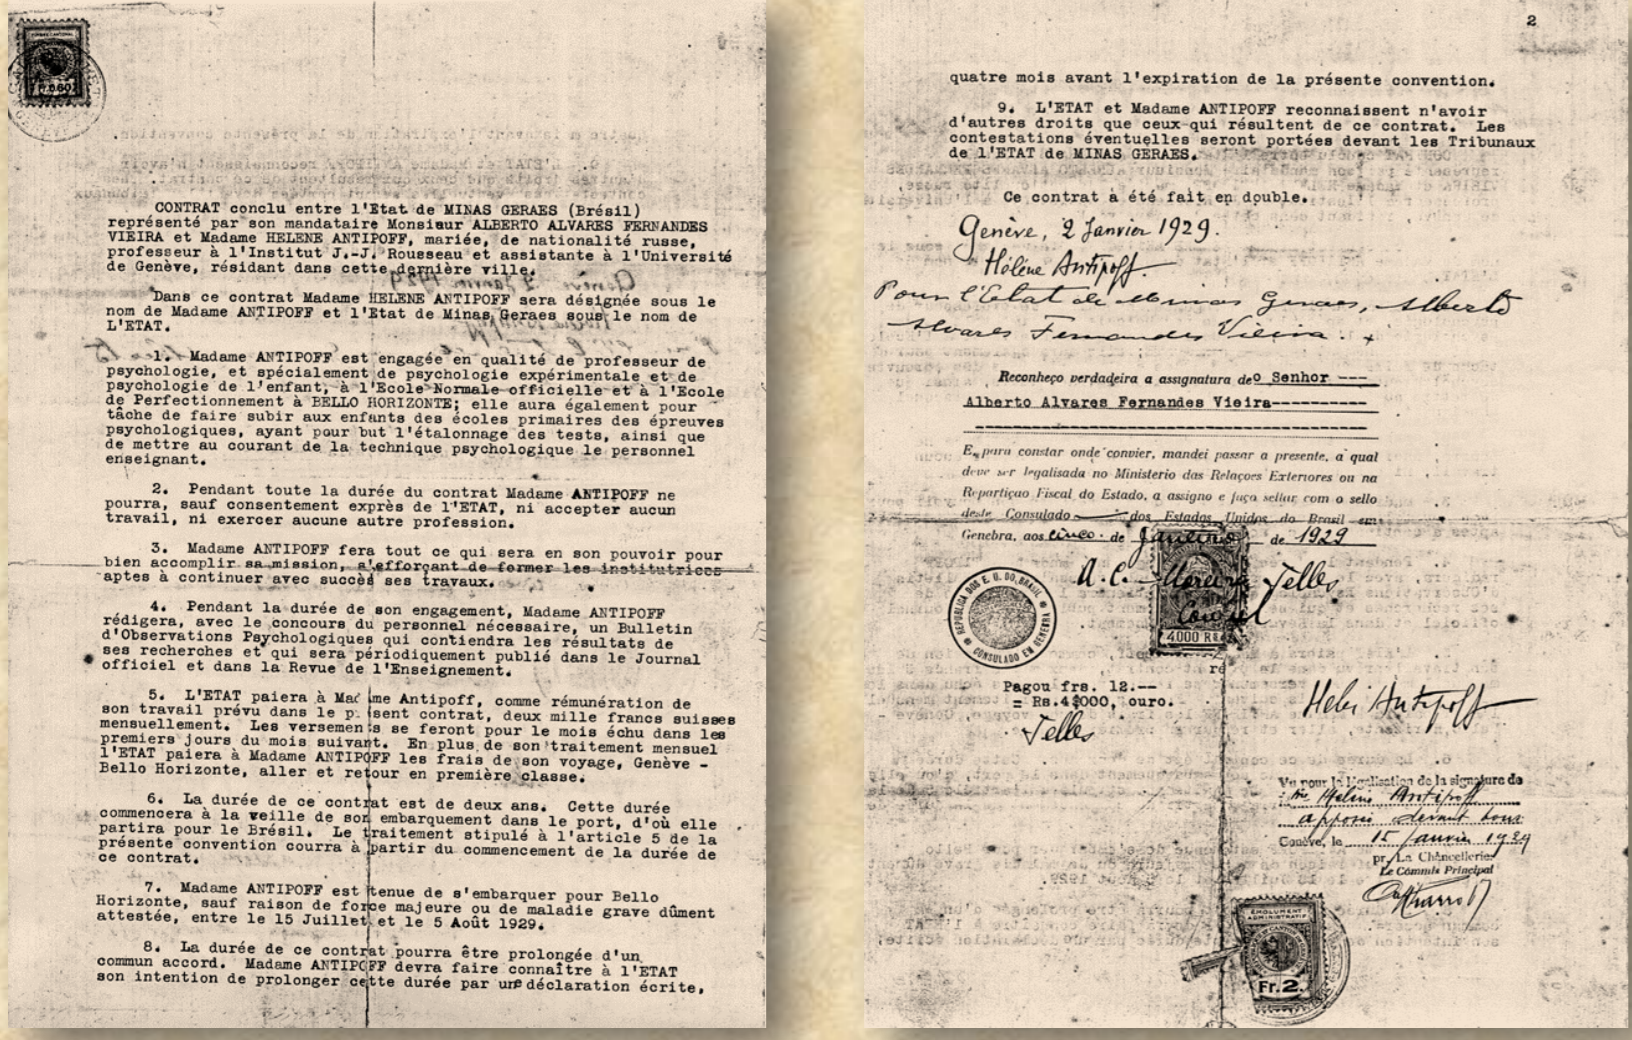 CONTRAT conclu entre l'Etat de MINAS GERAES (Brésil)
représenté par son mandataire Monsieur ALBERTO ALVARES FERNANDES
VIEIRA et Madame HELENE ANTIPOFF, mariée, de nationalité russe,
professeur à l'Institut J.-J. Rousseau et assistante à l'Université
de Genève, résidant dans cette dernière ville.
Dans ce contrat Madame HELENE ANTIPOFF sera désignée sous le
nom de Madame ANTIPOFF et l'Etat de Minas Geraes sous le nom de
L'ETAT.
1. Madame ANTIPOFF est engagée en qualité de professeur de
psychologie, et spécialement de psychologie expérimentale et de
psychologie de l'enfant, à l'Ecole Normale officielle et à l'Ecole
de Perfectionnement à BELLO HORIZONTE; elle aura également pour
tâche de faire subir aux enfants des écoles primaires des épreuves
psychologiques, ayant pour but l'étalonnage des tests, ainsi que
de mettre au courant de la technique psychologique le personnel
enseignant.
2. Pendant toute la durée du contrat Madame ANTIPOFF ne
pourra, sauf consentement exprès de l'ETAT, ni accepter aucun
travail, ni exercer aucune autre profession.
3. Madame ANTIPOFF fera tout ce qui sera en son pouvoir pour
bien accomplir sa mission, s'efforçant de former les institutrices
aptes à continuer avec succès ses travaux.
4. Pendant la durée de son engagement, Madame ANTIPOFF
rédigera, avec le concours du personnel nécessaire, un Bulletin
d'Observations Psychologiques qui contiendra les résultats de
ses recherches et qui sera périodiquement publié dans le Journal
officiel et dans la Revue de l'Enseignement.
5. L'ETAT paiera à Madame Antipoff, comme rémunération de
son travail prévu dans le présent contrat, deux mille francs suisses
mensuellement. Les versements se feront pour le mois échu dans les
premiers jours du mois suivant. En plus de son traitement mensuel
l'ETAT paiera à Madame ANTIPOFF les frais de son voyage, Genève -
Bello Horizonte, aller et retour en première classe.
6. La durée de ce contrat est de deux ans. Cette durée
commencera à la veille de son embarquement dans le port, d'où elle
partira pour le Brésil. Le traitement stipulé à l'article 5 de la
présente convention courra à partir du commencement de la durée de
ce contrat.
7. Madame ANTIPOFF est tenue de s'embarquer pour Bello
Horizonte, sauf raison de force majeure ou de maladie grave dûment
attestée, entre le 15 Juillet et le 5 Août 1929.
8. La durée de ce contrat pourra être prolongée d'un
commun accord. Madame ANTIPOFF devra faire connaître à l'ETAT
son intention de prolonger cette durée par une déclaration écrite,
2
quatre mois avant l'expiration de la présente convention.
9. L'ETAT et Madame ANTIPOFF reconnaissent n'avoir
d'autres droits que ceux qui résultent de ce contrat. Les
contestations éventuelles seront portées devant les Tribunaux
de l'ETAT de MINAS GERAES.
Ce contrat a été fait en double.
Genève, 2 Janvier 1929.
Hélène Antipoff
Pour l'Etat de Minas Geraes, Alberto
Alvares Fernandes Vieira.
Reconheço verdadeira a assignatura de o Senhor ---
Alberto Alvares Fernandes Vieira----------
E, para constar onde convier, mandei passar a presente, a qual
deve ser legalisada no Ministerio das Relações Exteriores ou na
Repartição Fiscal do Estado, a assigno e faço sellar com o sello
deste Consulado dos Estados Unidos do Brasil em
Genebra, aos cinco de Janeiro de 1929
A. C. Moreira Telles
Consul
REPUBLICA DOS E. U. DO BRASIL
CONSULADO EM GENEBRA
4000 RS
Pagou frs. 12.--
= Rs.4$000, ouro.
Telles
Antipoff
Vu pour la légalisation de la signature de
Mme Hélène Antipoff
apposée devant nous
Genève, le 15 Janvier 1929
pr. La Chancellerie:
Le Commis Principal
EMOLUMENT
ADMINISTRATIF
Fr.2.